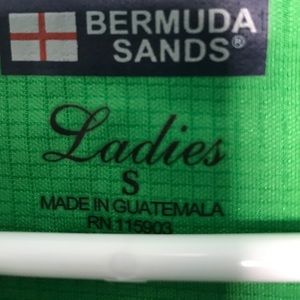 BERMUDA
SANDS®
Ladies
S
MADE IN GUATEMALA
RN 115903